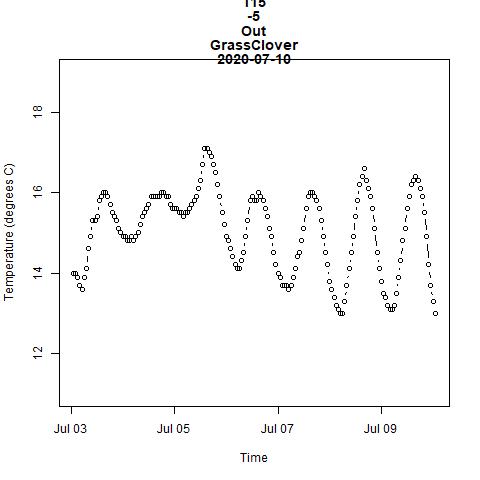 T15
-5
Out
GrassClover
2020-07-10
Temperature (degrees C)
18
16
14
12
Jul 03 Jul 05 Jul 07 Jul 09
Time